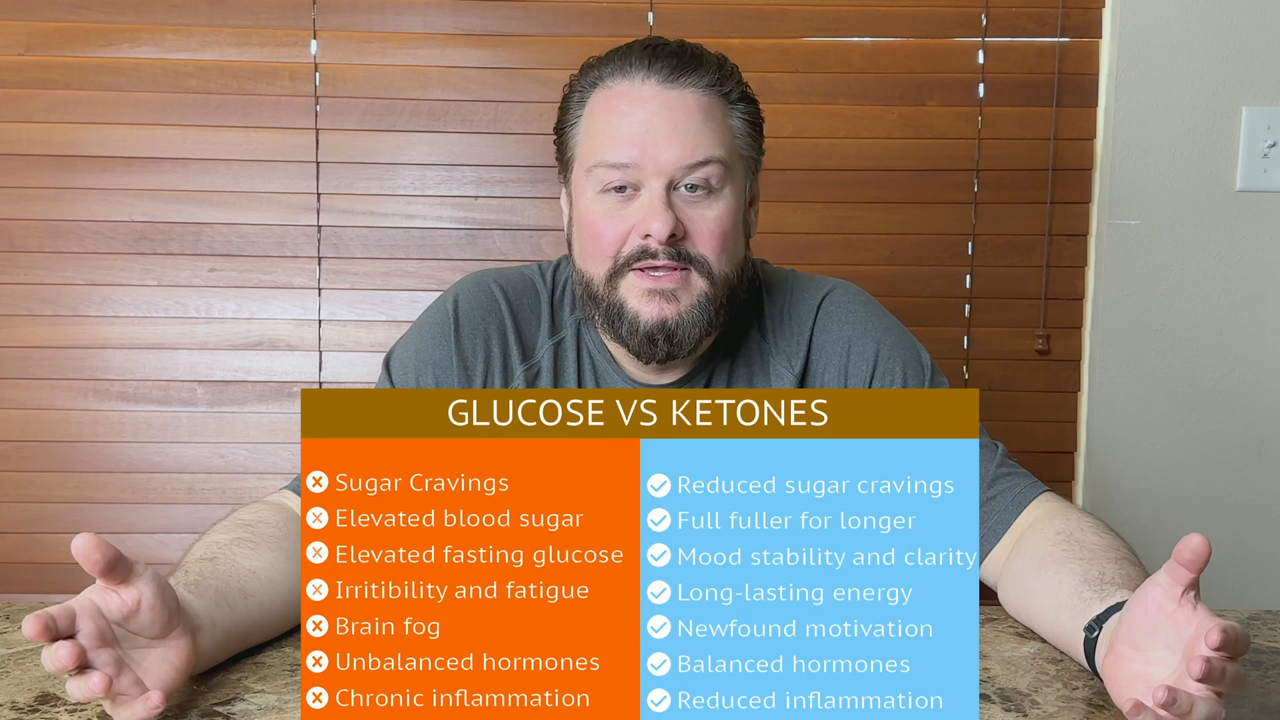 GLUCOSE VS KETONES
Sugar Cravings
Elevated blood sugar
Elevated fasting glucose
Irritibility and fatigue
Brain fog
Unbalanced hormones
Chronic inflammation
Reduced sugar cravings
Full fuller for longer
Mood stability and clarity
Long-lasting energy
Newfound motivation
Balanced hormones
Reduced inflammation